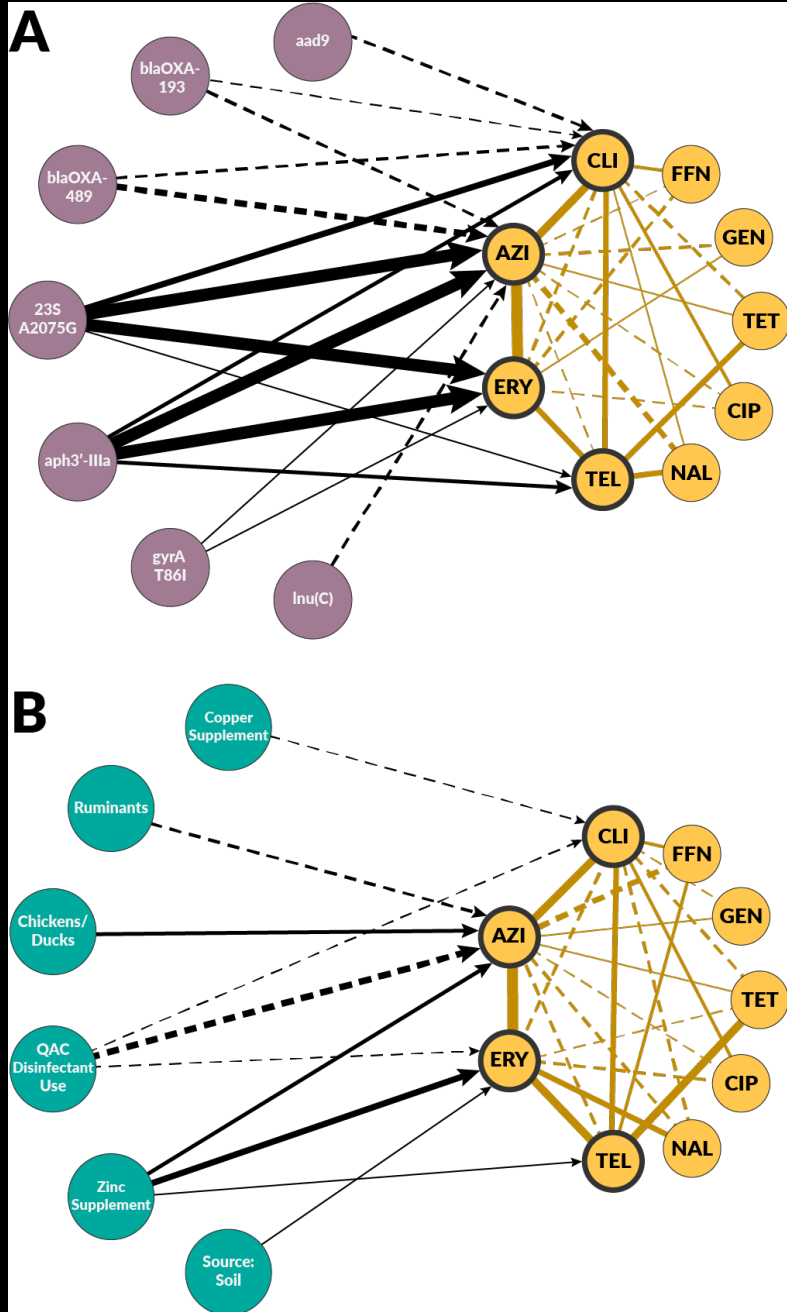 A
aad9
blaOXA-
193
blaOXA-
489
23S
A2075G
aph3’-IIIa
gyrA
T86I
lnu(C)
CLI
AZI
ERY
TEL
FFN
GEN
TET
CIP
NAL
B
Copper
Supplement
Ruminants
Chickens/
Ducks
QAC
Disinfectant
Use
Zinc
Supplement
Source:
Soil
CLI
AZI
ERY
TEL
FFN
GEN
TET
CIP
NAL